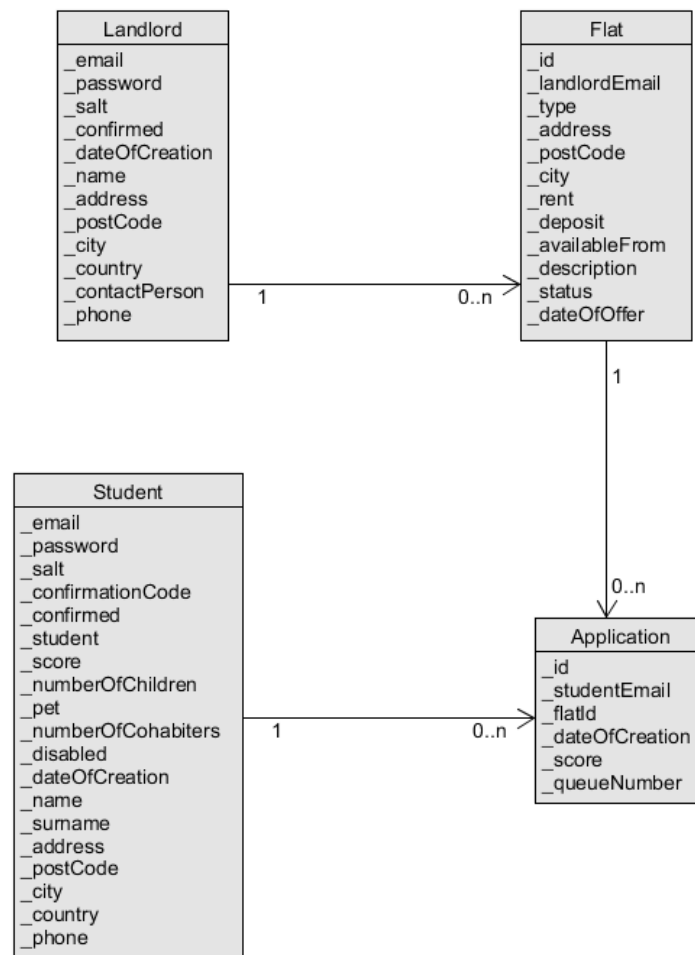 Landlord
_email
_password
_salt
_confirmed
_dateOfCreation
_name
_address
_postCode
_city
_country
_contactPerson
_phone
1
0..n
Flat
_id
_landlordEmail
_type
_address
_postCode
_city
_rent
_deposit
_availableFrom
_description
_status
_dateOfOffer
1
0..n
Student
_email
_password
_salt
_confirmationCode
_confirmed
_student
_score
_numberOfChildren
_pet
_numberOfCohabiters
_disabled
_dateOfCreation
_name
_surname
_address
_postCode
_city
_country
_phone
1
0..n
Application
_id
_studentEmail
_flatId
_dateOfCreation
_score
_queueNumber